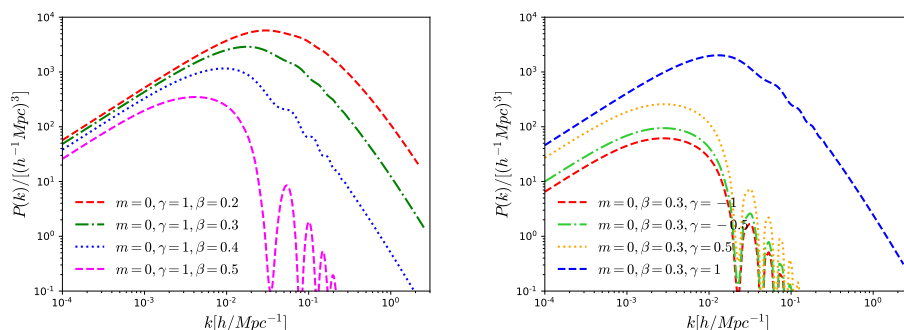 10^4
10^3
10^2
10^1
10^0
10^-1
P(k)/[(h^-1 Mpc)^3]
m=0, γ=1, β=0.2
m=0, γ=1, β=0.3
m=0, γ=1, β=0.4
m=0, γ=1, β=0.5
10^-4 10^-3 10^-2 10^-1 10^0
k[h/Mpc^-1]
10^4
10^3
10^2
10^1
10^0
10^-1
P(k)/[(h^-1 Mpc)^3]
m=0, β=0.3, γ=−1
m=0, β=0.3, γ=−0.5
m=0, β=0.3, γ=0.5
m=0, β=0.3, γ=1
10^-4 10^-3 10^-2 10^-1 10^0
k[h/Mpc^-1]